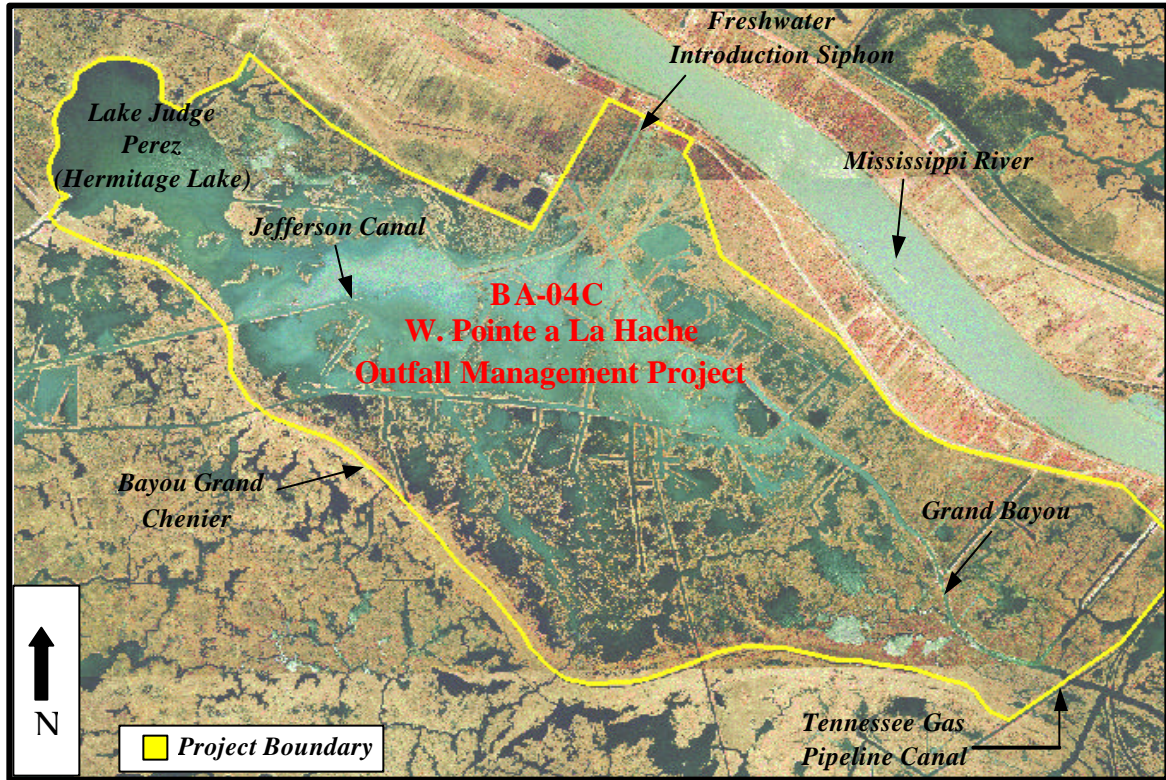 Freshwater
Introduction Siphon
Lake Judge
Perez
(Hermitage Lake)
Mississippi River
Jefferson Canal
BA-04C
W. Pointe a La Hache
Outfall Management Project
Bayou Grand
Chenier
Grand Bayou
N
Project Boundary
Tennessee Gas
Pipeline Canal